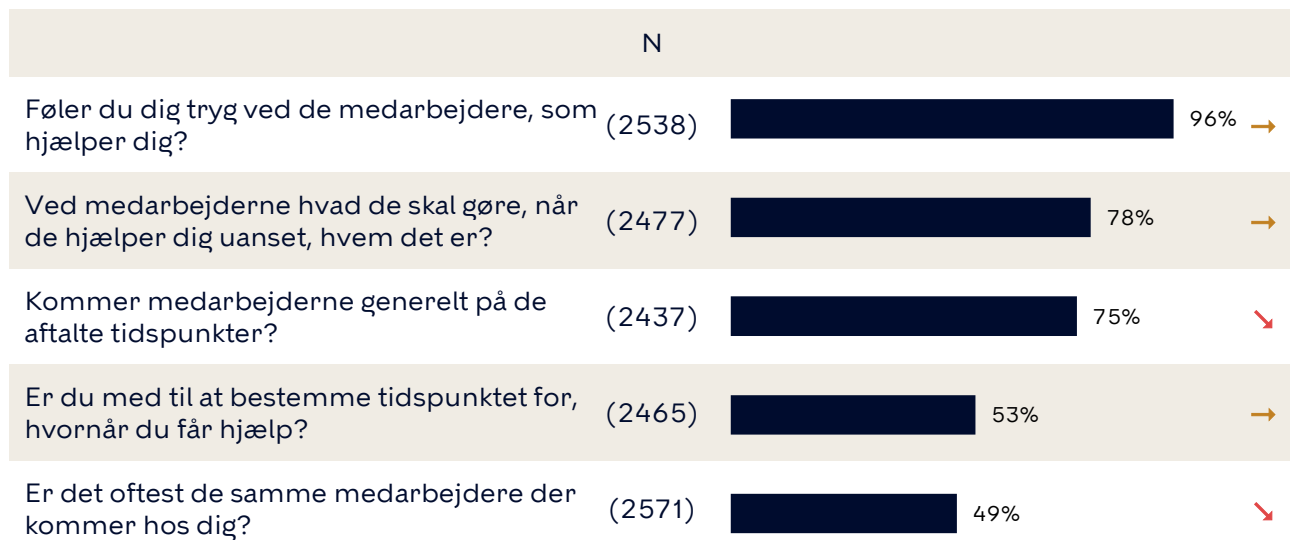 N
Føler du dig tryg ved de medarbejdere, som
hjælper dig?
(2538)
96% →
Ved medarbejderne hvad de skal gøre, når
de hjælper dig uanset, hvem det er?
(2477)
78% →
Kommer medarbejderne generelt på de
aftalte tidspunkter?
(2437)
75% ↘
Er du med til at bestemme tidspunktet for,
hvornår du får hjælp?
(2465)
53% →
Er det oftest de samme medarbejdere der
kommer hos dig?
(2571)
49% ↘